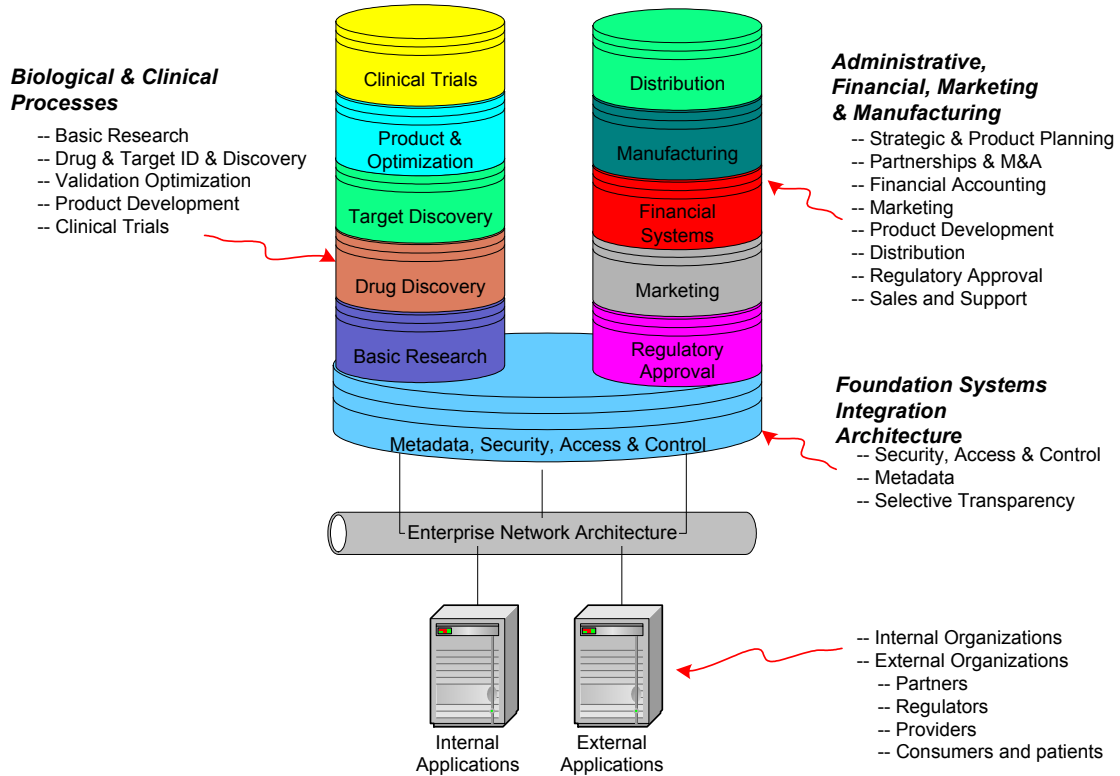 Biological & Clinical
Processes
-- Basic Research
-- Drug & Target ID & Discovery
-- Validation Optimization
-- Product Development
-- Clinical Trials
Clinical Trials
Product &
Optimization
Target Discovery
Drug Discovery
Basic Research
Distribution
Manufacturing
Financial
Systems
Marketing
Regulatory
Approval
Administrative,
Financial, Marketing
& Manufacturing
-- Strategic & Product Planning
-- Partnerships & M&A
-- Financial Accounting
-- Marketing
-- Product Development
-- Distribution
-- Regulatory Approval
-- Sales and Support
Metadata, Security, Access & Control
Foundation Systems
Integration
Architecture
-- Security, Access & Control
-- Metadata
-- Selective Transparency
Enterprise Network Architecture
Internal
Applications
External
Applications
-- Internal Organizations
-- External Organizations
-- Partners
-- Regulators
-- Providers
-- Consumers and patients